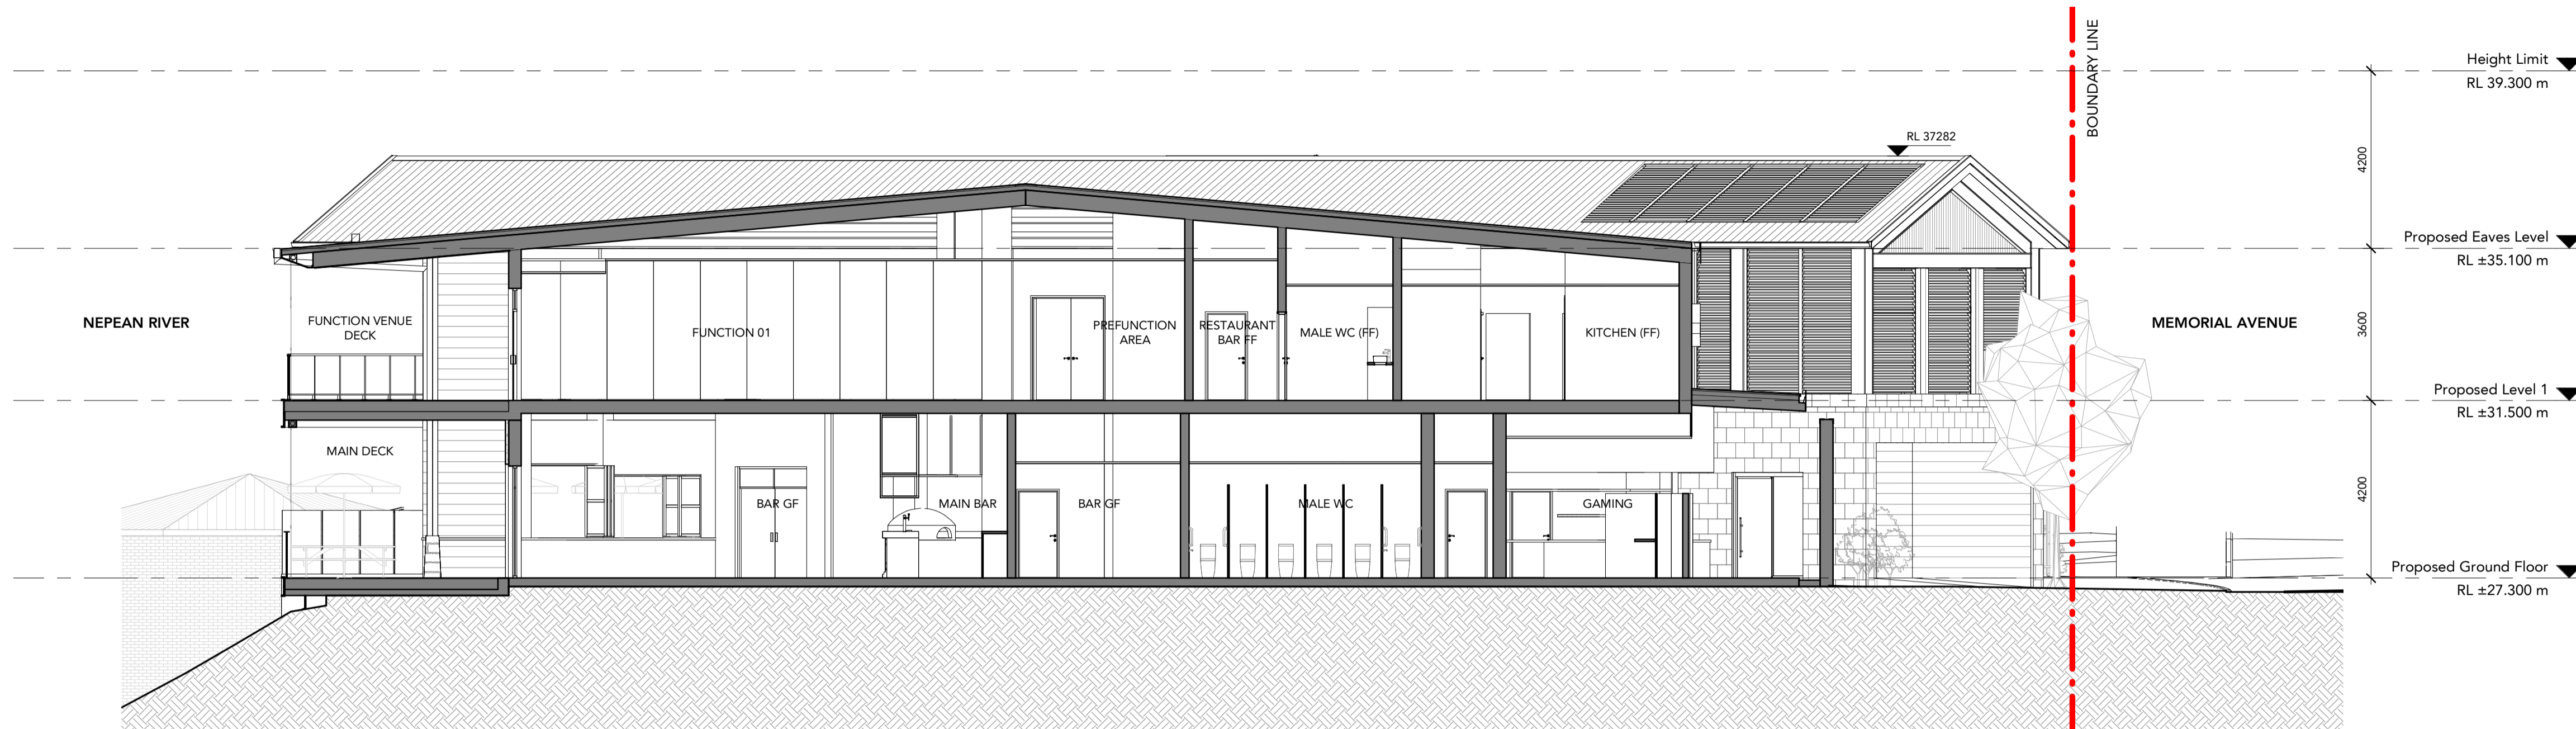 BOUNDARY LINE
Height Limit
RL 39.300 m
RL 37282
4200
Proposed Eaves Level
RL ±35.100 m
NEPEAN RIVER
FUNCTION VENUE
DECK
FUNCTION 01
PREFUNCTION
AREA
RESTAURANT
BAR FF
MALE WC (FF)
KITCHEN (FF)
MEMORIAL AVENUE
3600
Proposed Level 1
RL ±31.500 m
MAIN DECK
BAR GF
MAIN BAR
BAR GF
MALE WC
GAMING
4200
Proposed Ground Floor
RL ±27.300 m